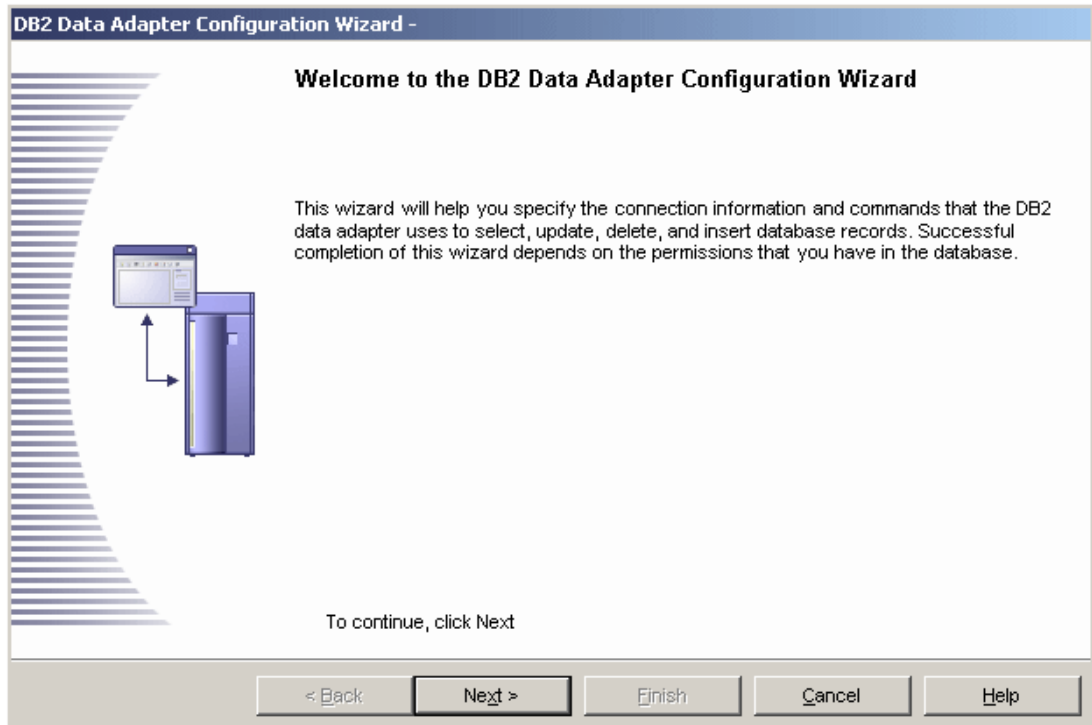 DB2 Data Adapter Configuration Wizard -
Welcome to the DB2 Data Adapter Configuration Wizard
This wizard will help you specify the connection information and commands that the DB2
data adapter uses to select, update, delete, and insert database records. Successful
completion of this wizard depends on the permissions that you have in the database.
To continue, click Next
< Back Next > Finish Cancel Help